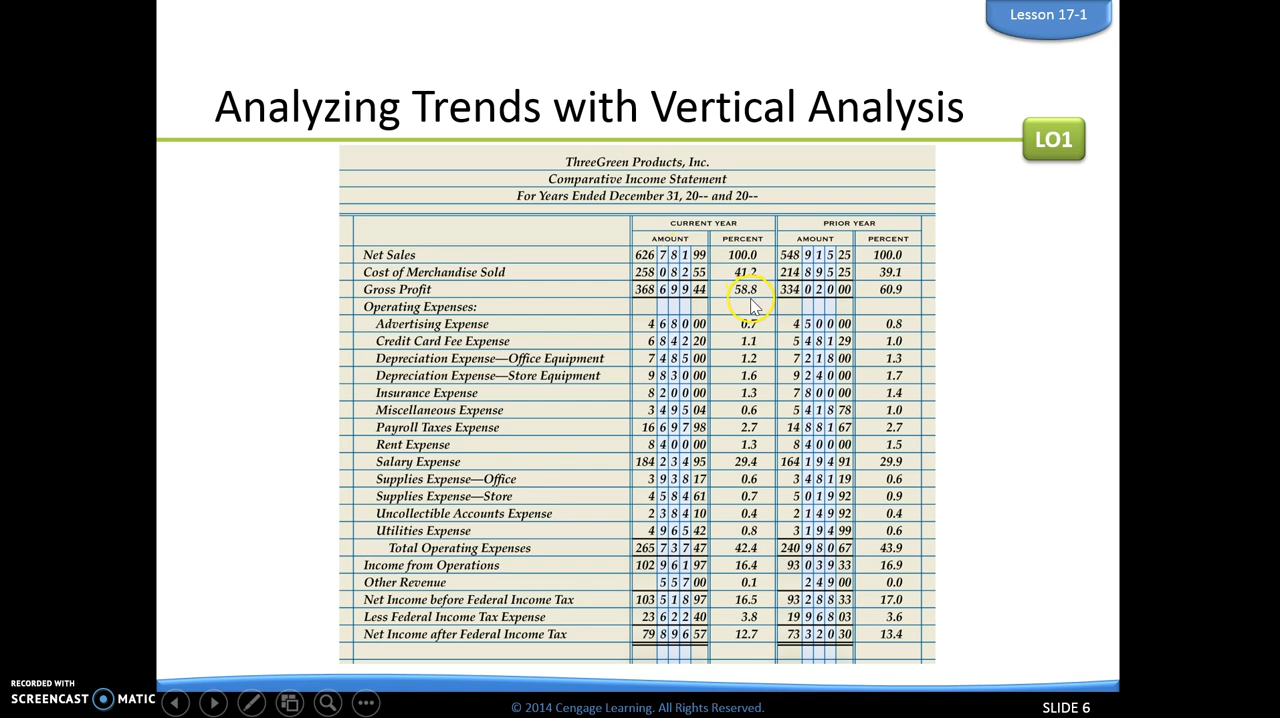 Lesson 17-1
Analyzing Trends with Vertical Analysis
LO1
ThreeGreen Products, Inc.
Comparative Income Statement
For Years Ended December 31, 20-- and 20--
CURRENT YEAR PRIOR YEAR
AMOUNT PERCENT AMOUNT PERCENT
Net Sales 626 7 8 1 99 100.0 548 9 1 5 25 100.0
Cost of Merchandise Sold 258 0 8 2 55 41.2 214 8 9 5 25 39.1
Gross Profit 368 6 9 9 44 58.8 334 0 2 0 00 60.9
Operating Expenses:
Advertising Expense 4 6 8 0 00 0.7 4 5 0 0 00 0.8
Credit Card Fee Expense 6 8 4 2 20 1.1 5 4 8 1 29 1.0
Depreciation Expense—Office Equipment 7 4 8 5 00 1.2 7 2 1 8 00 1.3
Depreciation Expense—Store Equipment 9 8 3 0 00 1.6 9 2 4 0 00 1.7
Insurance Expense 8 2 0 0 00 1.3 7 8 0 0 00 1.4
Miscellaneous Expense 3 4 9 5 04 0.6 5 4 1 8 78 1.0
Payroll Taxes Expense 16 6 9 7 98 2.7 14 8 8 1 67 2.7
Rent Expense 8 4 0 0 00 1.3 8 4 0 0 00 1.5
Salary Expense 184 2 3 4 95 29.4 164 1 9 4 91 29.9
Supplies Expense—Office 3 9 3 8 17 0.6 3 4 8 1 19 0.6
Supplies Expense—Store 4 5 8 4 61 0.7 5 0 1 9 92 0.9
Uncollectible Accounts Expense 2 3 8 4 10 0.4 2 1 4 9 92 0.4
Utilities Expense 4 9 6 5 42 0.8 3 1 9 4 99 0.6
Total Operating Expenses 265 7 3 7 47 42.4 240 9 8 0 67 43.9
Income from Operations 102 9 6 1 97 16.4 93 0 3 9 33 16.9
Other Revenue 5 5 7 00 0.1 2 4 9 00 0.0
Net Income before Federal Income Tax 103 5 1 8 97 16.5 93 2 8 8 33 17.0
Less Federal Income Tax Expense 23 6 2 2 40 3.8 19 9 6 8 03 3.6
Net Income after Federal Income Tax 79 8 9 6 57 12.7 73 3 2 0 30 13.4
RECORDED WITH
SCREENCAST MATIC
© 2014 Cengage Learning. All Rights Reserved.
SLIDE 6